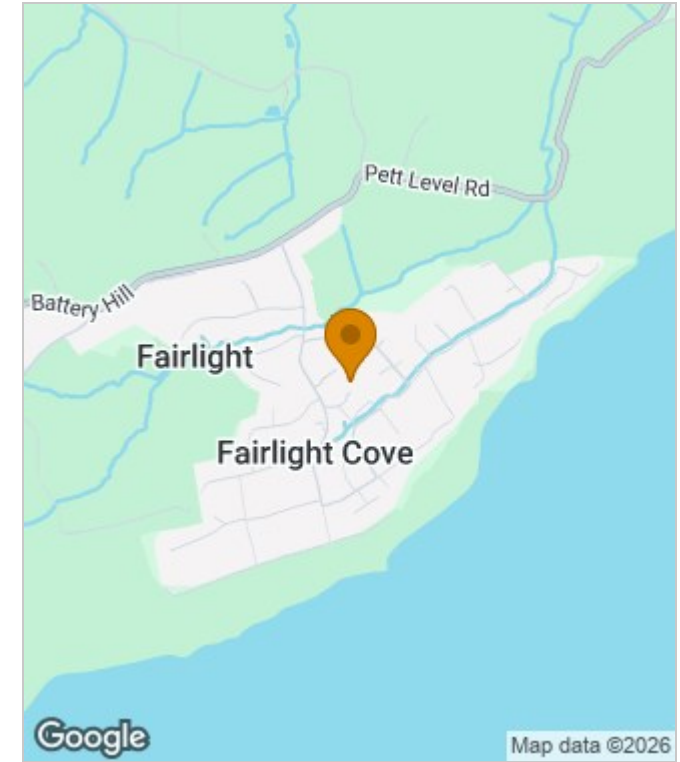 Pett Level Rd
Battery Hill
Fairlight
Fairlight Cove
Google
Map data ©2026